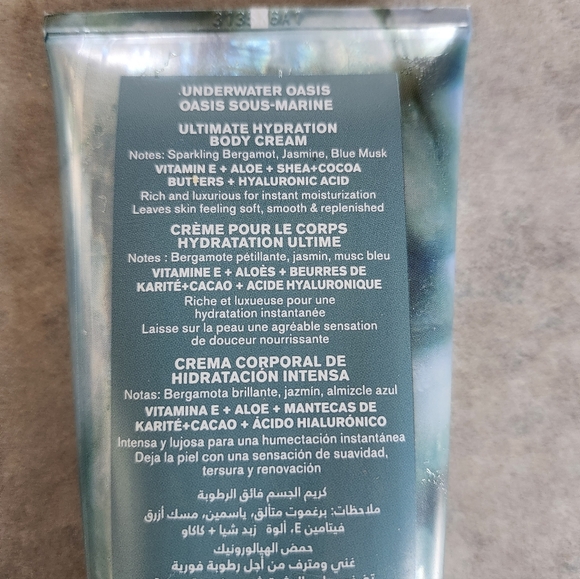 UNDERWATER OASIS
OASIS SOUS-MARINE
ULTIMATE HYDRATION
BODY CREAM
Notes: Sparkling Bergamot, Jasmine, Blue Musk
VITAMIN E + ALOE + SHEA+COCOA
BUTTERS + HYALURONIC ACID
Rich and luxurious for instant moisturization
Leaves skin feeling soft, smooth & replenished
CRÈME POUR LE CORPS
HYDRATATION ULTIME
Notes : Bergamote pétillante, jasmin, musc bleu
VITAMINE E + ALOÈS + BEURRES DE
KARITÉ+CACAO + ACIDE HYALURONIQUE
Riche et luxueuse pour une
hydratation instantanée
Laisse sur la peau une agréable sensation
de douceur nourrissante
CREMA CORPORAL DE
HIDRATACIÓN INTENSA
Notas: Bergamota brillante, jazmín, almizcle azul
VITAMINA E + ALOE + MANTECAS DE
KARITÉ+CACAO + ÁCIDO HIALURÓNICO
Intensa y lujosa para una humectación instantánea
Deja la piel con una sensación de suavidad,
tersura y renovación
كريم الجسم فائق الرطوبة
ملاحظات: برغموت متألق، ياسمين، مسك أزرق
فيتامين E، ألوة زبد شيا + كاكاو
حمض الهيالورونيك
غني ومترف من أجل رطوبة فورية